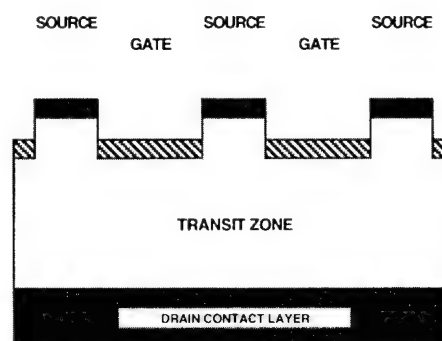 SOURCE SOURCE SOURCE
GATE GATE
TRANSIT ZONE
DRAIN CONTACT LAYER